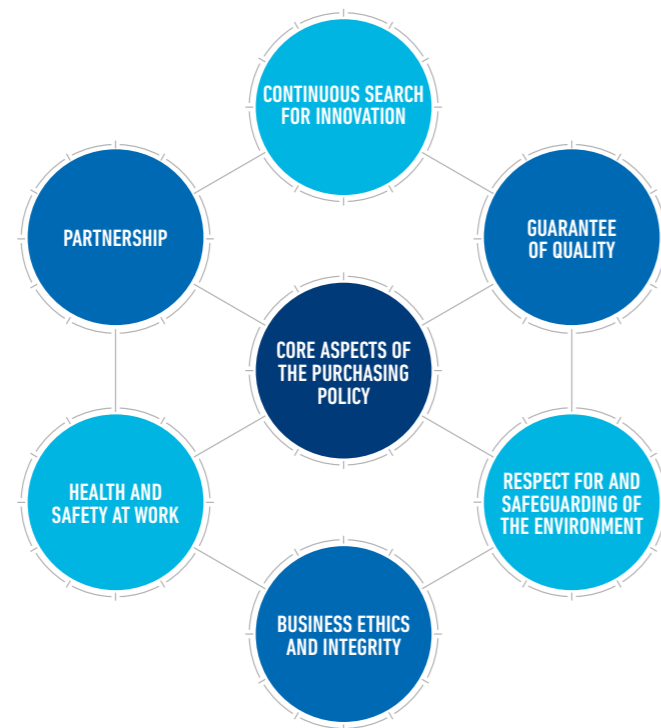 CONTINUOUS SEARCH
FOR INNOVATION
PARTNERSHIP
GUARANTEE
OF QUALITY
CORE ASPECTS OF
THE PURCHASING
POLICY
HEALTH AND
SAFETY AT WORK
RESPECT FOR AND
SAFEGUARDING OF
THE ENVIRONMENT
BUSINESS ETHICS
AND INTEGRITY